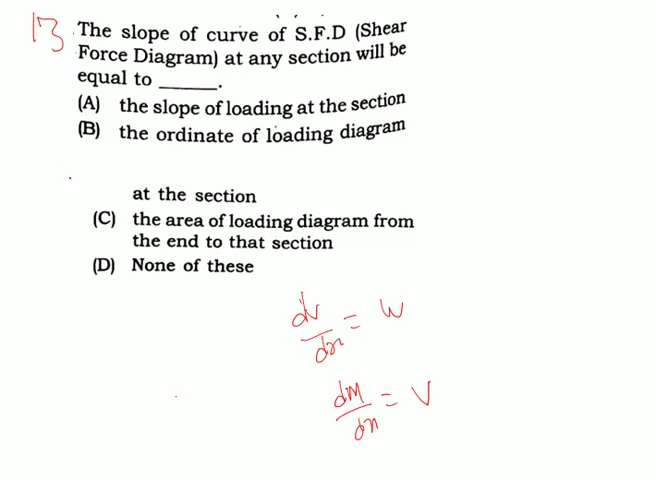 13 The slope of curve of S.F.D (Shear
Force Diagram) at any section will be
equal to ______.
(A) the slope of loading at the section
(B) the ordinate of loading diagram
at the section
(C) the area of loading diagram from
the end to that section
(D) None of these
dv/dx = W
dM/dx = V